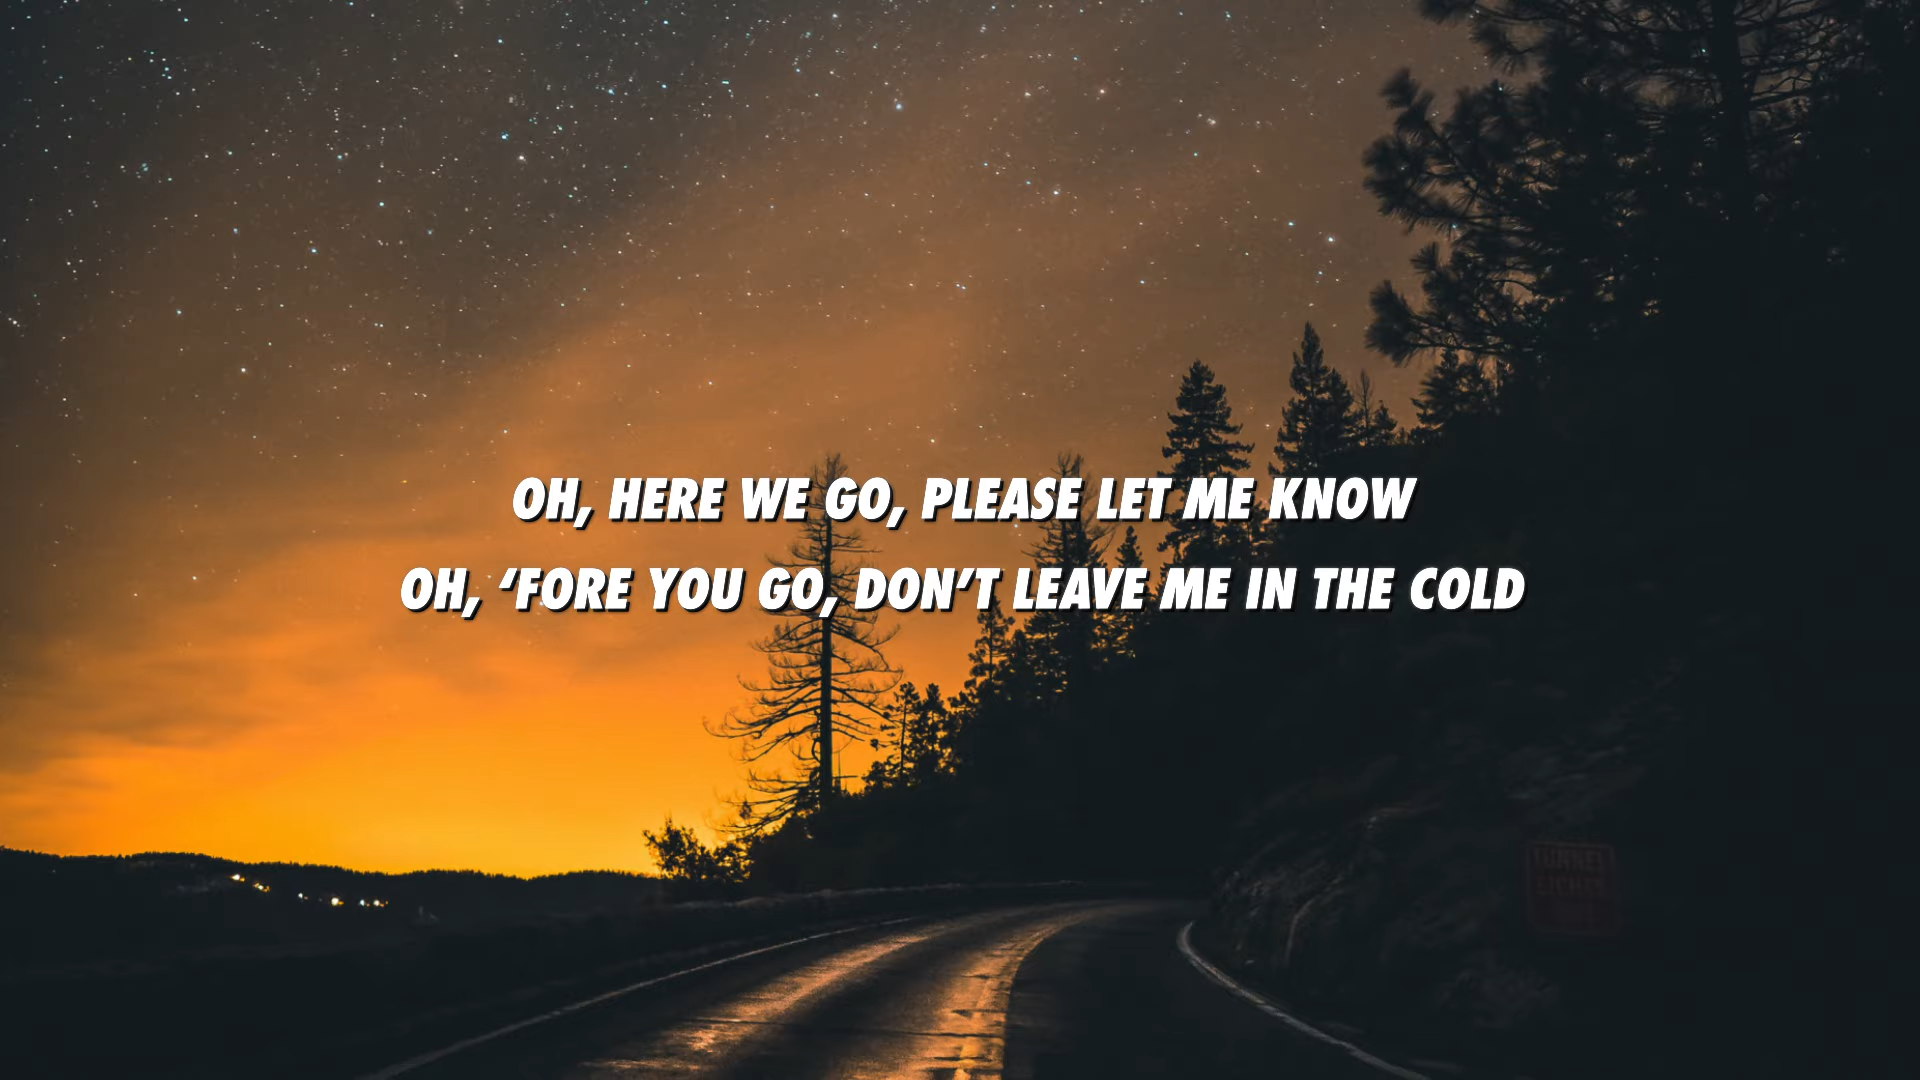 OH, HERE WE GO, PLEASE LET ME KNOW
OH, ‘FORE YOU GO, DON’T LEAVE ME IN THE COLD